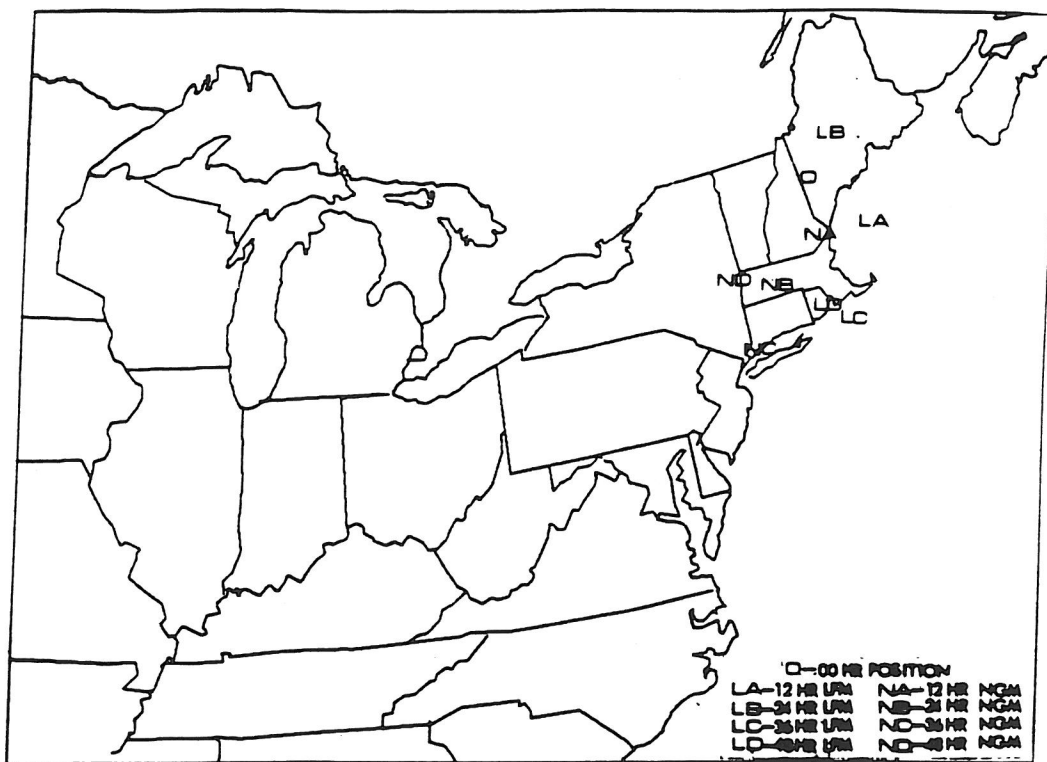 LB
O
LA
NA
ND NB
LD
LC
NC
O-00 HR POSITION
LA-12 HR LFM NA-12 HR NGM
LB-24 HR LFM NB-24 HR NGM
LC-36 HR LFM NC-36 HR NGM
LD-48 HR LFM ND-48 HR NGM